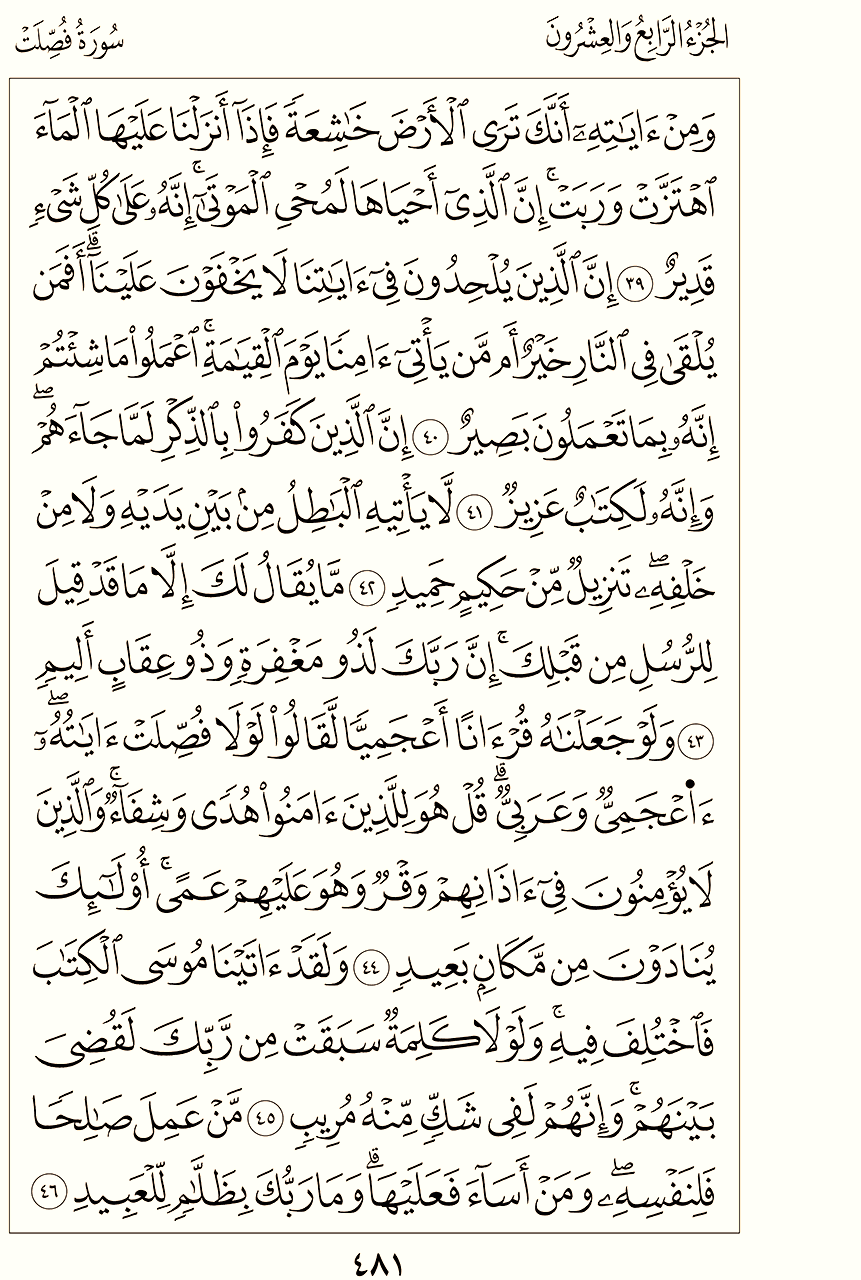 الجُزْءُ الرَّابِعُ وَالعِشْرُونَ
سُورَةُ فُصِّلَتْ
وَمِنْ ءَايَٰتِهِۦٓ أَنَّكَ تَرَى ٱلْأَرْضَ خَٰشِعَةً فَإِذَآ أَنزَلْنَا عَلَيْهَا ٱلْمَآءَ
ٱهْتَزَّتْ وَرَبَتْ ۚ إِنَّ ٱلَّذِىٓ أَحْيَاهَا لَمُحْىِ ٱلْمَوْتَىٰٓ ۚ إِنَّهُۥ عَلَىٰ كُلِّ شَىْءٍ
قَدِيرٌ ٣٩ إِنَّ ٱلَّذِينَ يُلْحِدُونَ فِىٓ ءَايَٰتِنَا لَا يَخْفَوْنَ عَلَيْنَآ ۗ أَفَمَن
يُلْقَىٰ فِى ٱلنَّارِ خَيْرٌ أَم مَّن يَأْتِىٓ ءَامِنًا يَوْمَ ٱلْقِيَٰمَةِ ۚ ٱعْمَلُوا۟ مَا شِئْتُمْ
إِنَّهُۥ بِمَا تَعْمَلُونَ بَصِيرٌ ٤٠ إِنَّ ٱلَّذِينَ كَفَرُوا۟ بِٱلذِّكْرِ لَمَّا جَآءَهُمْ ۖ
وَإِنَّهُۥ لَكِتَٰبٌ عَزِيزٌ ٤١ لَّا يَأْتِيهِ ٱلْبَٰطِلُ مِنۢ بَيْنِ يَدَيْهِ وَلَا مِنْ
خَلْفِهِۦ ۖ تَنزِيلٌ مِّنْ حَكِيمٍ حَمِيدٍ ٤٢ مَّا يُقَالُ لَكَ إِلَّا مَا قَدْ قِيلَ
لِلرُّسُلِ مِن قَبْلِكَ ۚ إِنَّ رَبَّكَ لَذُو مَغْفِرَةٍ وَذُو عِقَابٍ أَلِيمٍ
٤٣ وَلَوْ جَعَلْنَٰهُ قُرْءَانًا أَعْجَمِيًّا لَّقَالُوا۟ لَوْلَا فُصِّلَتْ ءَايَٰتُهُۥٓ ۖ
ءَا۬عْجَمِىٌّ وَعَرَبِىٌّ ۗ قُلْ هُوَ لِلَّذِينَ ءَامَنُوا۟ هُدًى وَشِفَآءٌ ۚ وَٱلَّذِينَ
لَا يُؤْمِنُونَ فِىٓ ءَاذَانِهِمْ وَقْرٌ وَهُوَ عَلَيْهِمْ عَمًى ۚ أُو۟لَٰٓئِكَ
يُنَادَوْنَ مِن مَّكَانٍۭ بَعِيدٍ ٤٤ وَلَقَدْ ءَاتَيْنَا مُوسَى ٱلْكِتَٰبَ
فَٱخْتُلِفَ فِيهِ ۚ وَلَوْلَا كَلِمَةٌ سَبَقَتْ مِن رَّبِّكَ لَقُضِىَ
بَيْنَهُمْ ۚ وَإِنَّهُمْ لَفِى شَكٍّ مِّنْهُ مُرِيبٍ ٤٥ مَّنْ عَمِلَ صَٰلِحًا
فَلِنَفْسِهِۦ ۖ وَمَنْ أَسَآءَ فَعَلَيْهَا ۗ وَمَا رَبُّكَ بِظَلَّٰمٍ لِّلْعَبِيدِ ٤٦
٤٨١